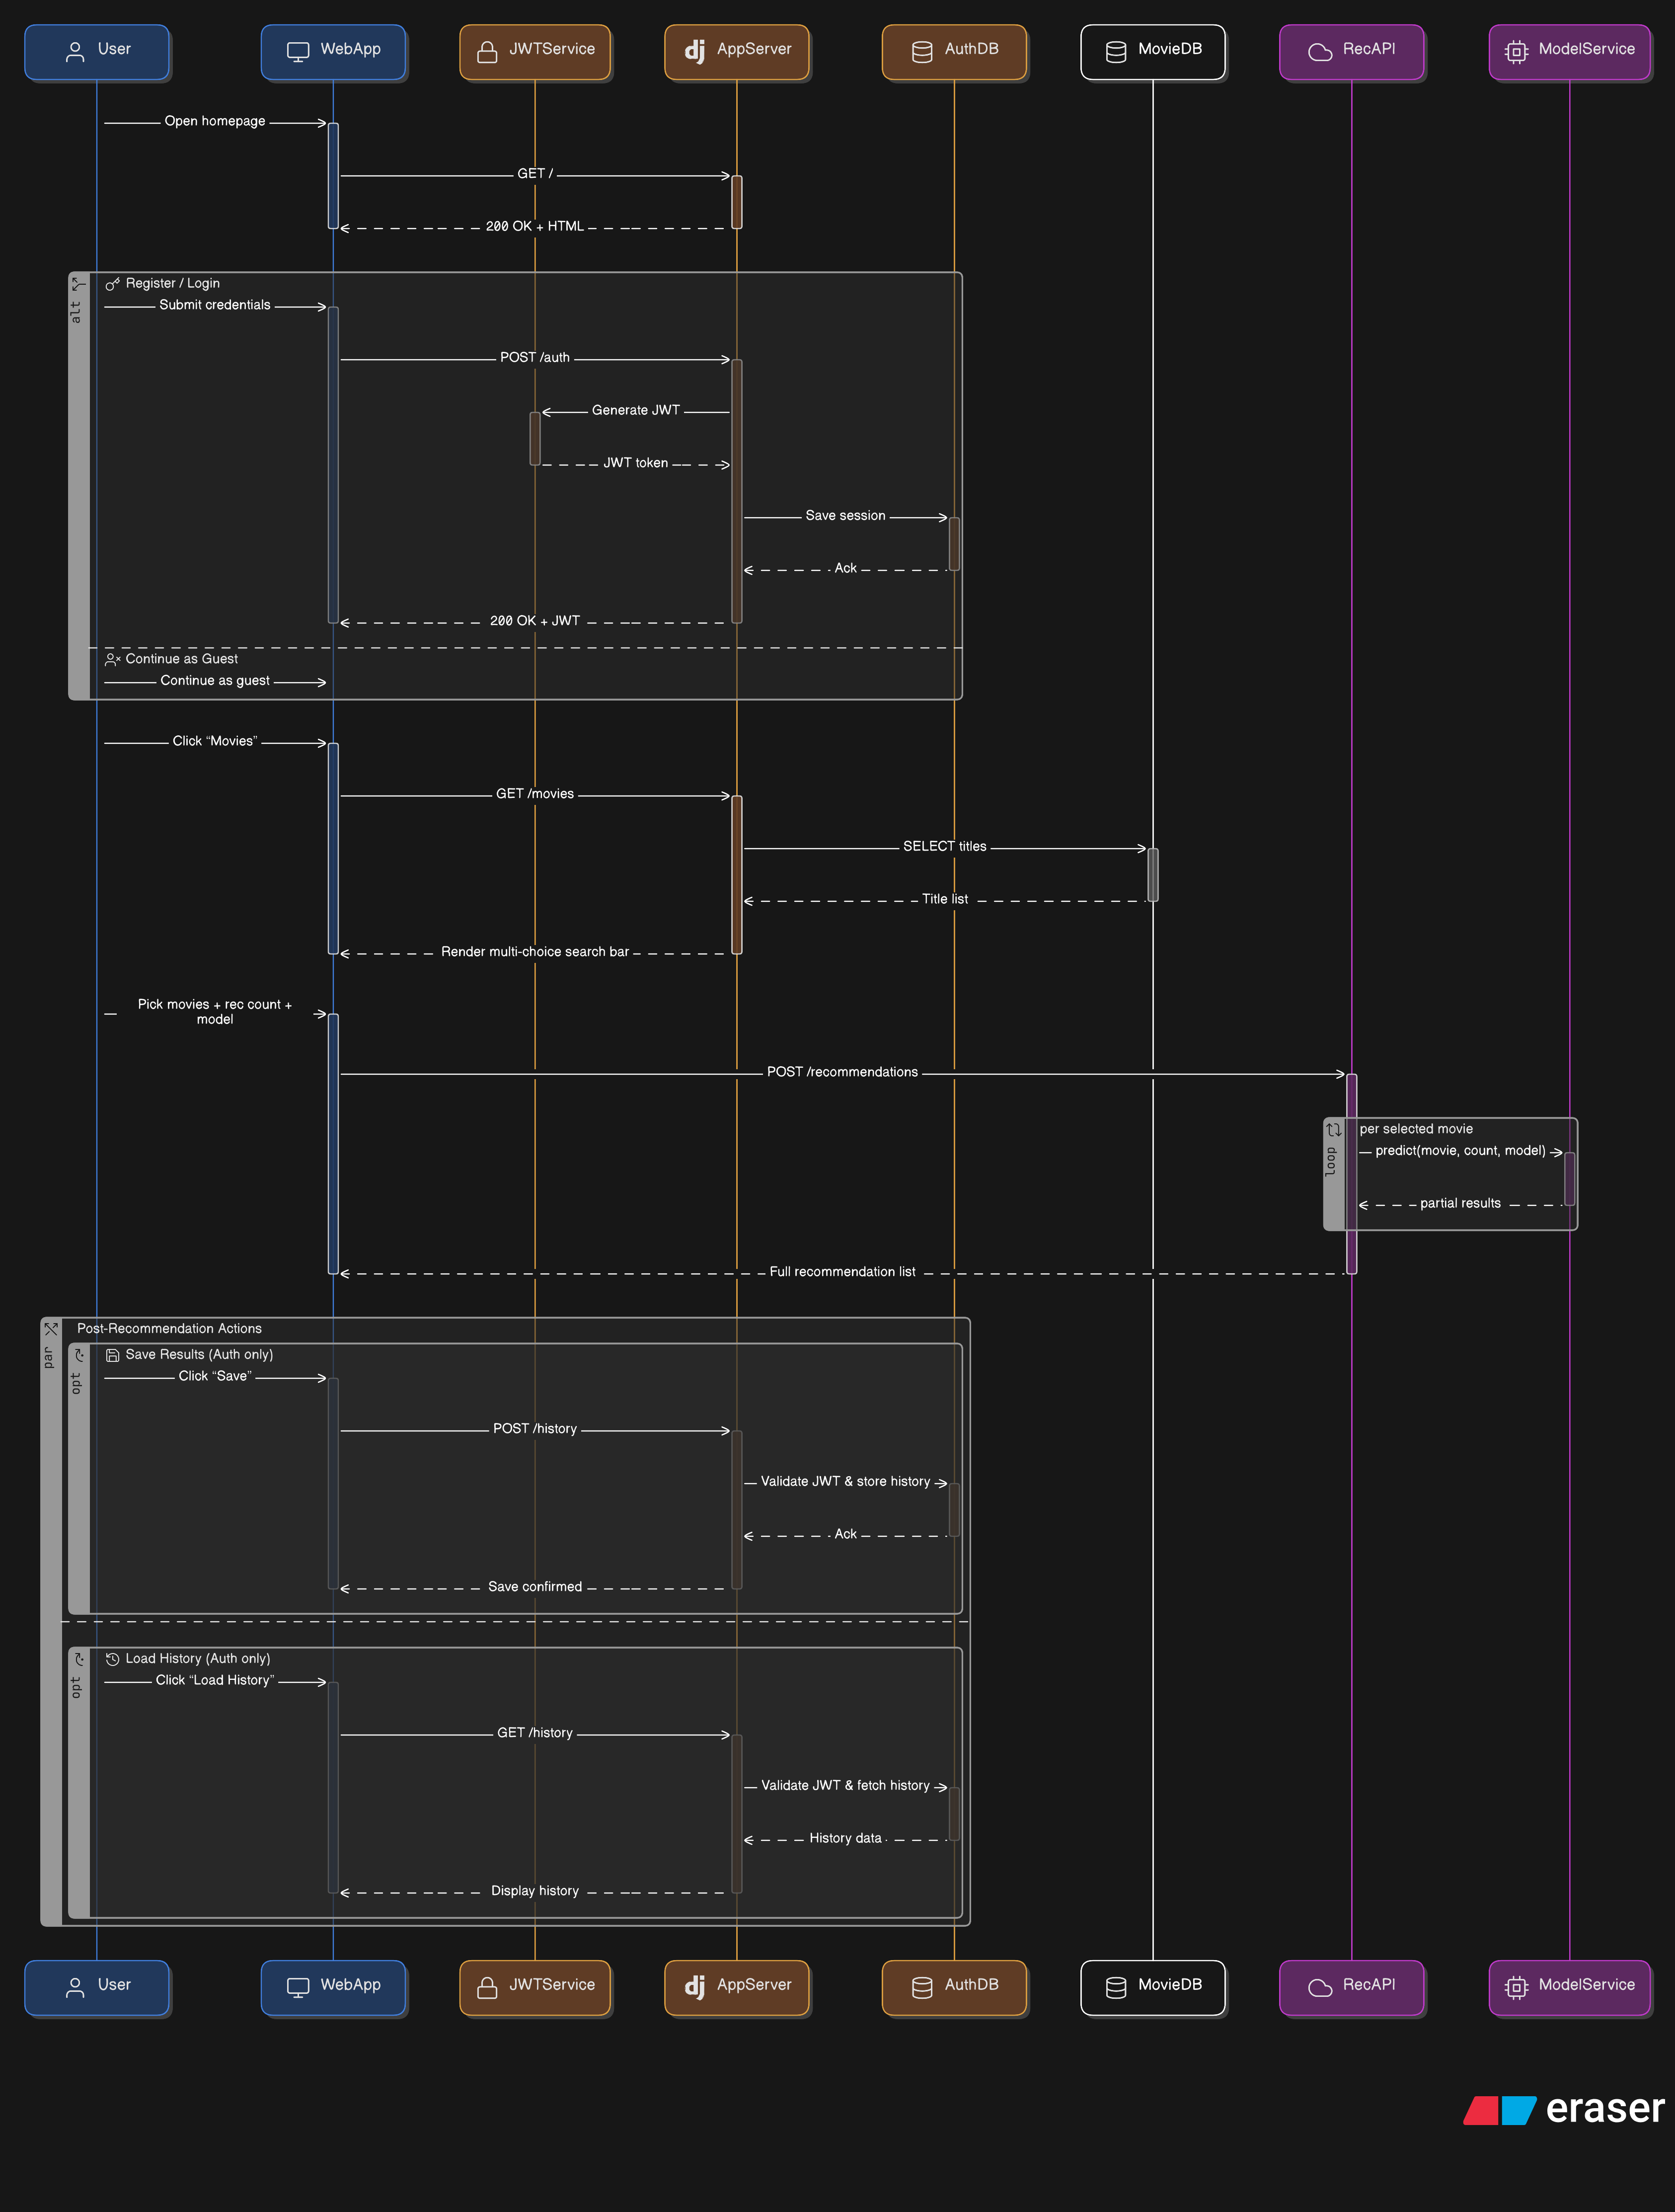 User
WebApp
JWTService
AppServer
AuthDB
MovieDB
RecAPI
ModelService
Open homepage
GET /
200 OK + HTML
alt
Register / Login
Submit credentials
POST /auth
Generate JWT
JWT token
Save session
Ack
200 OK + JWT
Continue as Guest
Continue as guest
Click “Movies”
GET /movies
SELECT titles
Title list
Render multi-choice search bar
Pick movies + rec count +
model
POST /recommendations
loop
per selected movie
predict(movie, count, model)
partial results
Full recommendation list
par
Post-Recommendation Actions
opt
Save Results (Auth only)
Click “Save”
POST /history
Validate JWT & store history
Ack
Save confirmed
opt
Load History (Auth only)
Click “Load History”
GET /history
Validate JWT & fetch history
History data
Display history
User
WebApp
JWTService
AppServer
AuthDB
MovieDB
RecAPI
ModelService
eraser